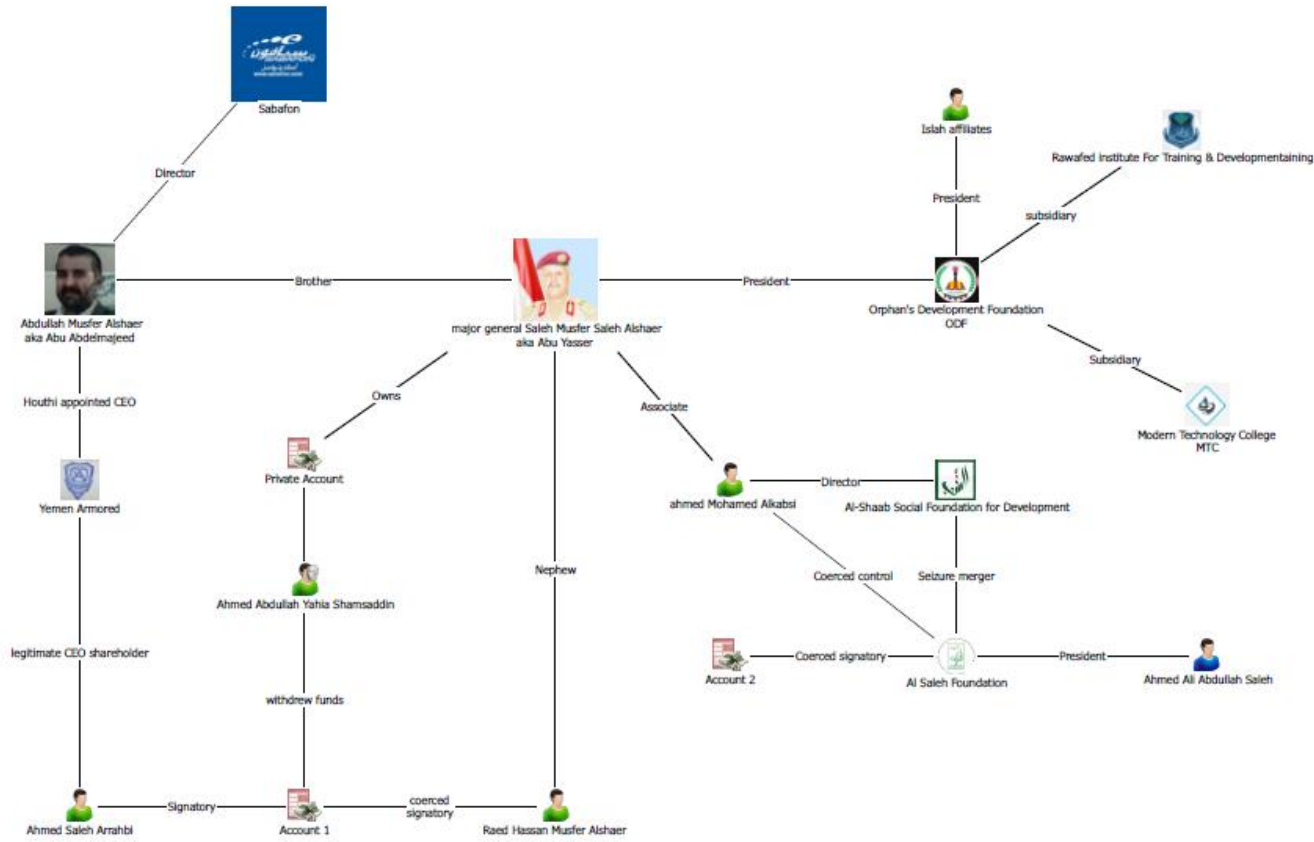 سبأفون
www.sabafon.com
Sabafon
Director
Islah affiliates
Rawafed institute For Training & Developmentaining
President
subsidiary
Brother
President
Abdullah Musfer Alshaer
aka Abu Abdelmajeed
major general Saleh Musfer Saleh Alshaer
aka Abu Yasser
Orphan's Development Foundation
ODF
Subsidiary
Houthi appointed CEO
Owns
Associate
Modern Technology College
MTC
Private Account
Yemen Armored
ahmed Mohamed Alkabsi
Director
Al-Shaab Social Foundation for Development
Nephew
Coerced control
Seizure merger
Ahmed Abdullah Yahia Shamsaddin
legitimate CEO shareholder
Coerced signatory
President
Account 2
Al Saleh Foundation
Ahmed Ali Abdullah Saleh
withdrew funds
Signatory
coerced
signatory
Ahmed Saleh Arrahbi
Account 1
Raed Hassan Musfer Alshaer